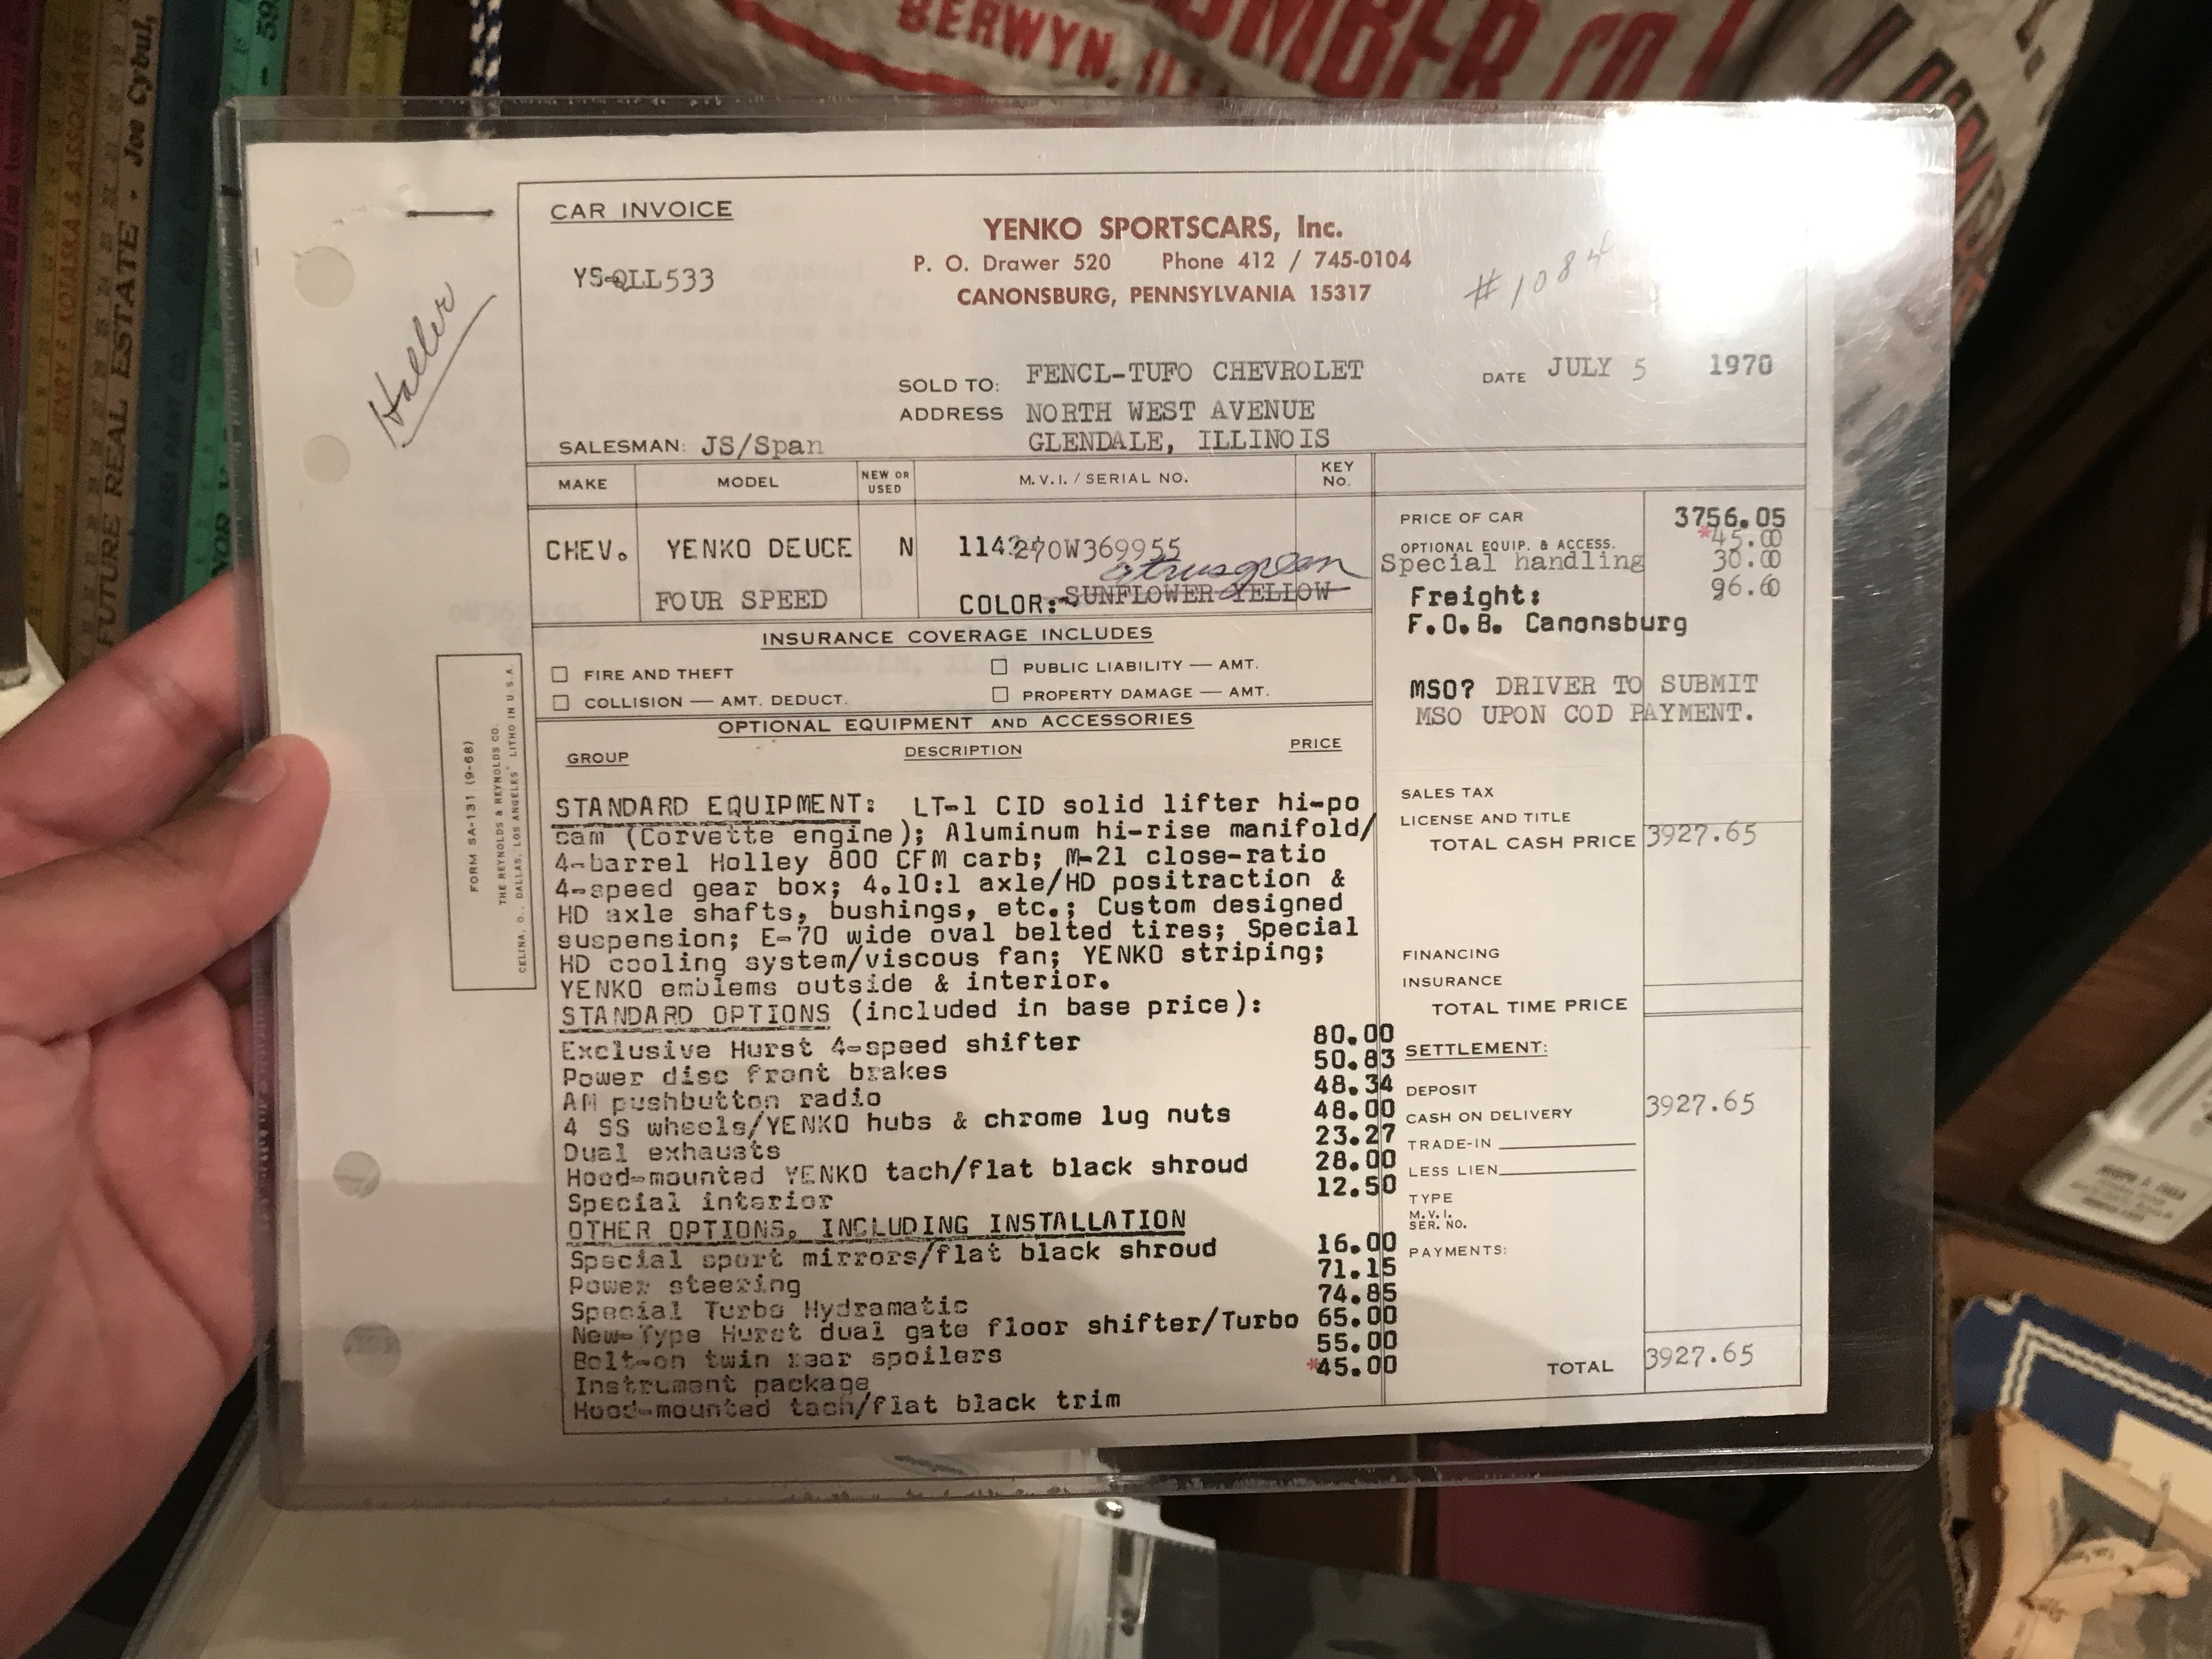 HENRY F. KOTASKA & ASSOCIATES
FUTURE REAL ESTATE - Joe Cybul,
BERWYN, ILL
CAR INVOICE
YENKO SPORTSCARS, Inc.
P. O. Drawer 520 Phone 412 / 745-0104
CANONSBURG, PENNSYLVANIA 15317
YS-QLL533
#1084
Haller
SOLD TO: FENCL-TUFO CHEVROLET
DATE JULY 5 1970
ADDRESS NORTH WEST AVENUE
GLENDALE, ILLINOIS
SALESMAN: JS/Span
MAKE MODEL NEW OR USED M.V.I. / SERIAL NO. KEY No.
CHEV. YENKO DEUCE N 114270W369955
citrus green
FOUR SPEED COLOR: SUNFLOWER YELLOW
PRICE OF CAR 3756.05
OPTIONAL EQUIP. & ACCESS. *45.00
Special handling 30.00
Freight: 96.60
F.O.B. Canonsburg
MSO? DRIVER TO SUBMIT
MSO UPON COD PAYMENT.
INSURANCE COVERAGE INCLUDES
FIRE AND THEFT PUBLIC LIABILITY — AMT.
COLLISION — AMT. DEDUCT. PROPERTY DAMAGE — AMT.
OPTIONAL EQUIPMENT AND ACCESSORIES
GROUP DESCRIPTION PRICE
STANDARD EQUIPMENT: LT-1 CID solid lifter hi-po
cam (Corvette engine); Aluminum hi-rise manifold/
4-barrel Holley 800 CFM carb; M-21 close-ratio
4-speed gear box; 4.10:1 axle/HD positraction &
HD axle shafts, bushings, etc.; Custom designed
suspension; E-70 wide oval belted tires; Special
HD cooling system/viscous fan; YENKO striping;
YENKO emblems outside & interior.
STANDARD OPTIONS (included in base price):
Exclusive Hurst 4-speed shifter 80.00
Power disc front brakes 50.83
AM pushbutton radio 48.34
4 SS wheels/YENKO hubs & chrome lug nuts 48.00
Dual exhausts 23.27
Hood-mounted YENKO tach/flat black shroud 28.00
Special interior 12.50
OTHER OPTIONS, INCLUDING INSTALLATION
Special sport mirrors/flat black shroud 16.00
Power steering 71.15
Special Turbo Hydramatic 74.85
New-Type Hurst dual gate floor shifter/Turbo 65.00
Bolt-on twin rear spoilers 55.00
Instrument package *45.00
Hood-mounted tach/flat black trim
SALES TAX
LICENSE AND TITLE
TOTAL CASH PRICE 3927.65
FINANCING
INSURANCE
TOTAL TIME PRICE
SETTLEMENT:
DEPOSIT
CASH ON DELIVERY 3927.65
TRADE-IN
LESS LIEN
TYPE
M.V.I.
SER. NO.
PAYMENTS:
TOTAL 3927.65
FORM SA-131 (9-68)
THE REYNOLDS & REYNOLDS CO.
CELINA, O., DALLAS, LOS ANGELES LITHO IN U.S.A.